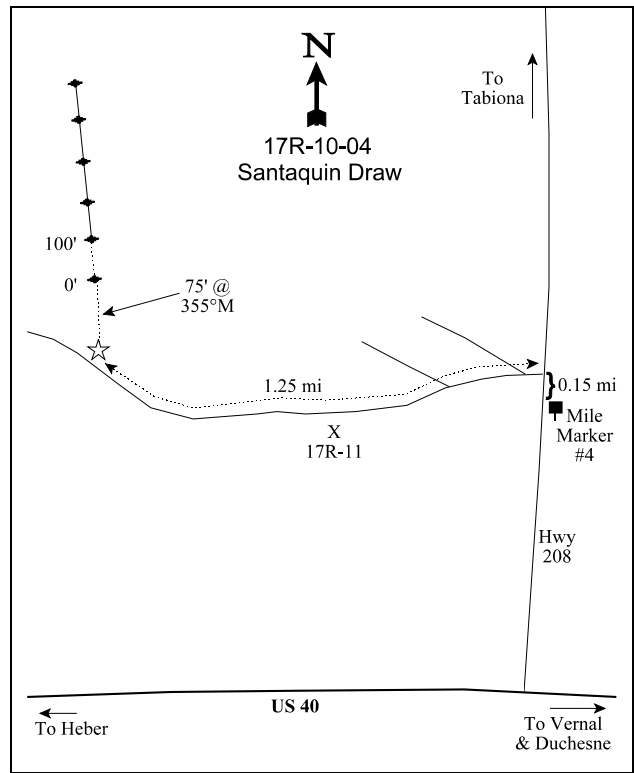 N
To
Tabiona
17R-10-04
Santaquin Draw
100'
0'
75' @
355°M
1.25 mi
0.15 mi
Mile
Marker
#4
X
17R-11
Hwy
208
US 40
To Heber
To Vernal
& Duchesne